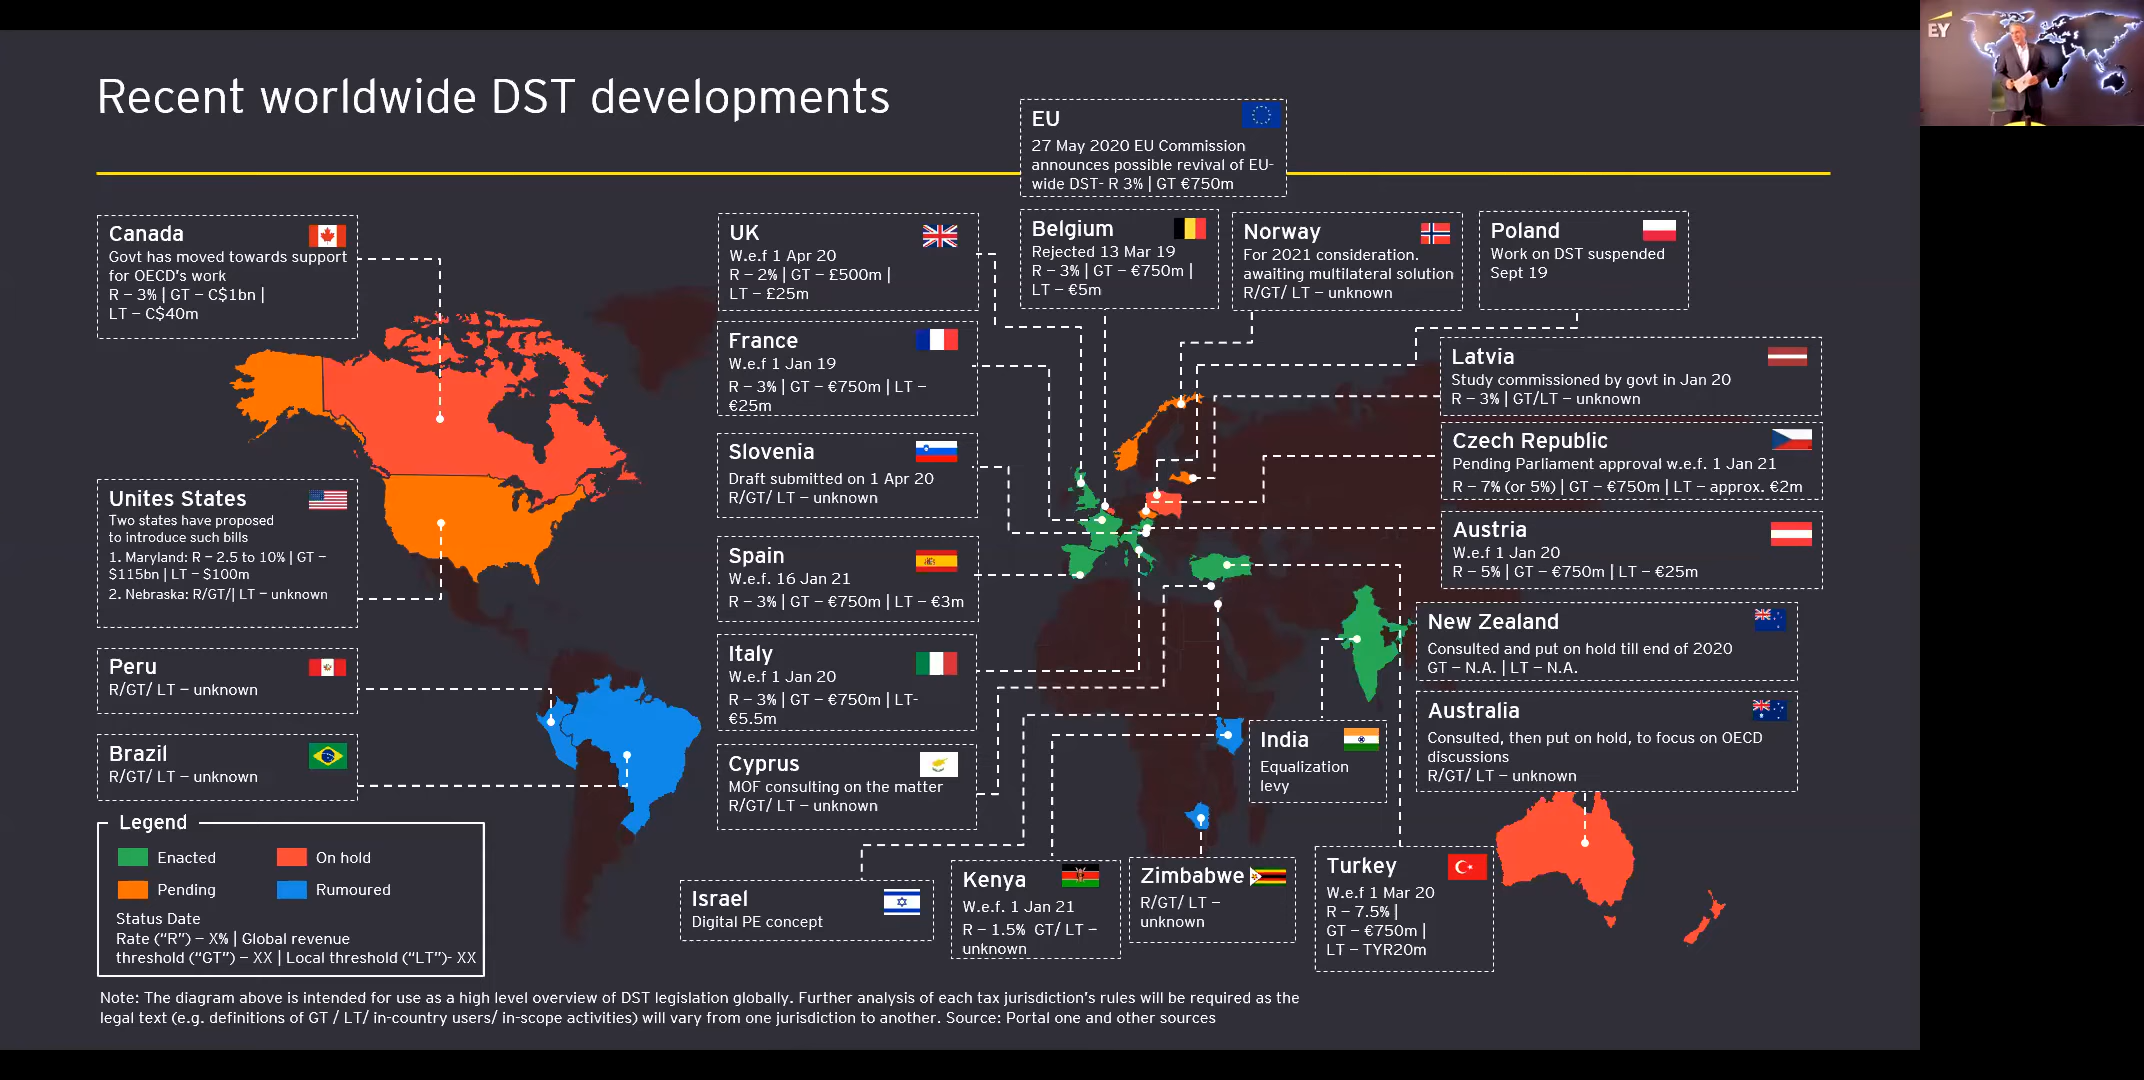 Recent worldwide DST developments
EY
EU
27 May 2020 EU Commission
announces possible revival of EU-
wide DST- R 3% | GT €750m
Canada
Govt has moved towards support
for OECD's work
R – 3% | GT – C$1bn |
LT – C$40m
Unites States
Two states have proposed
to introduce such bills
1. Maryland: R – 2.5 to 10% | GT –
$115bn | LT – $100m
2. Nebraska: R/GT/| LT – unknown
Peru
R/GT/ LT – unknown
Brazil
R/GT/ LT – unknown
UK
W.e.f 1 Apr 20
R – 2% | GT – £500m |
LT – £25m
France
W.e.f 1 Jan 19
R – 3% | GT – €750m | LT –
€25m
Slovenia
Draft submitted on 1 Apr 20
R/GT/ LT – unknown
Spain
W.e.f. 16 Jan 21
R – 3% | GT – €750m | LT – €3m
Italy
W.e.f 1 Jan 20
R – 3% | GT – €750m | LT-
€5.5m
Cyprus
MOF consulting on the matter
R/GT/ LT – unknown
Belgium
Rejected 13 Mar 19
R – 3% | GT – €750m |
LT – €5m
Norway
For 2021 consideration.
awaiting multilateral solution
R/GT/ LT – unknown
Poland
Work on DST suspended
Sept 19
Latvia
Study commissioned by govt in Jan 20
R – 3% | GT/LT – unknown
Czech Republic
Pending Parliament approval w.e.f. 1 Jan 21
R – 7% (or 5%) | GT – €750m | LT – approx. €2m
Austria
W.e.f 1 Jan 20
R – 5% | GT – €750m | LT – €25m
New Zealand
Consulted and put on hold till end of 2020
GT – N.A. | LT – N.A.
Australia
Consulted, then put on hold, to focus on OECD
discussions
R/GT/ LT – unknown
India
Equalization
levy
Israel
Digital PE concept
Kenya
W.e.f. 1 Jan 21
R – 1.5% GT/ LT –
unknown
Zimbabwe
R/GT/ LT –
unknown
Turkey
W.e.f 1 Mar 20
R – 7.5% |
GT – €750m |
LT – TYR20m
Legend
Enacted
On hold
Pending
Rumoured
Status Date
Rate (“R”) – X% | Global revenue
threshold (“GT”) – XX | Local threshold (“LT”)- XX
Note: The diagram above is intended for use as a high level overview of DST legislation globally. Further analysis of each tax jurisdiction's rules will be required as the
legal text (e.g. definitions of GT / LT/ in-country users/ in-scope activities) will vary from one jurisdiction to another. Source: Portal one and other sources